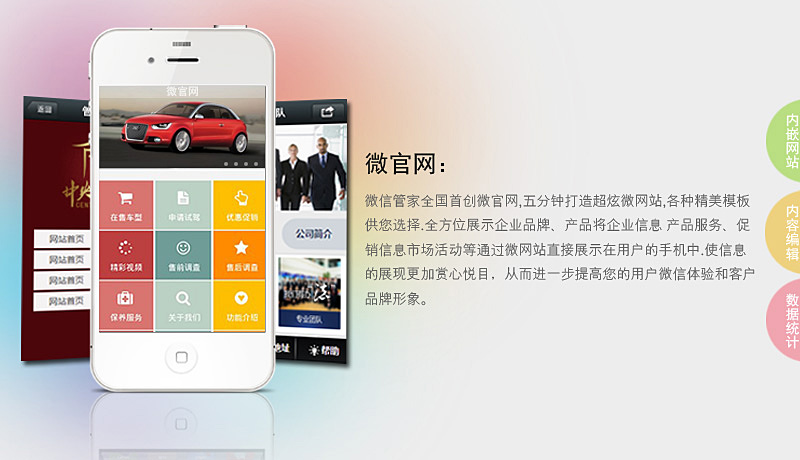 微官网
返回
在售车型
申请试驾
优惠促销
精彩视频
售前调查
售后调查
保养服务
关于我们
功能介绍
网站首页
网站首页
网站首页
网站首页
公司简介
专业团队
帮助
微官网:
微信管家全国首创微官网,五分钟打造超炫微网站,各种精美模板
供您选择.全方位展示企业品牌、产品将企业信息 产品服务、促
销信息市场活动等通过微网站直接展示在用户的手机中.使信息
的展现更加赏心悦目，从而进一步提高您的用户微信体验和客户
品牌形象。
内嵌网站
内容编辑
数据统计